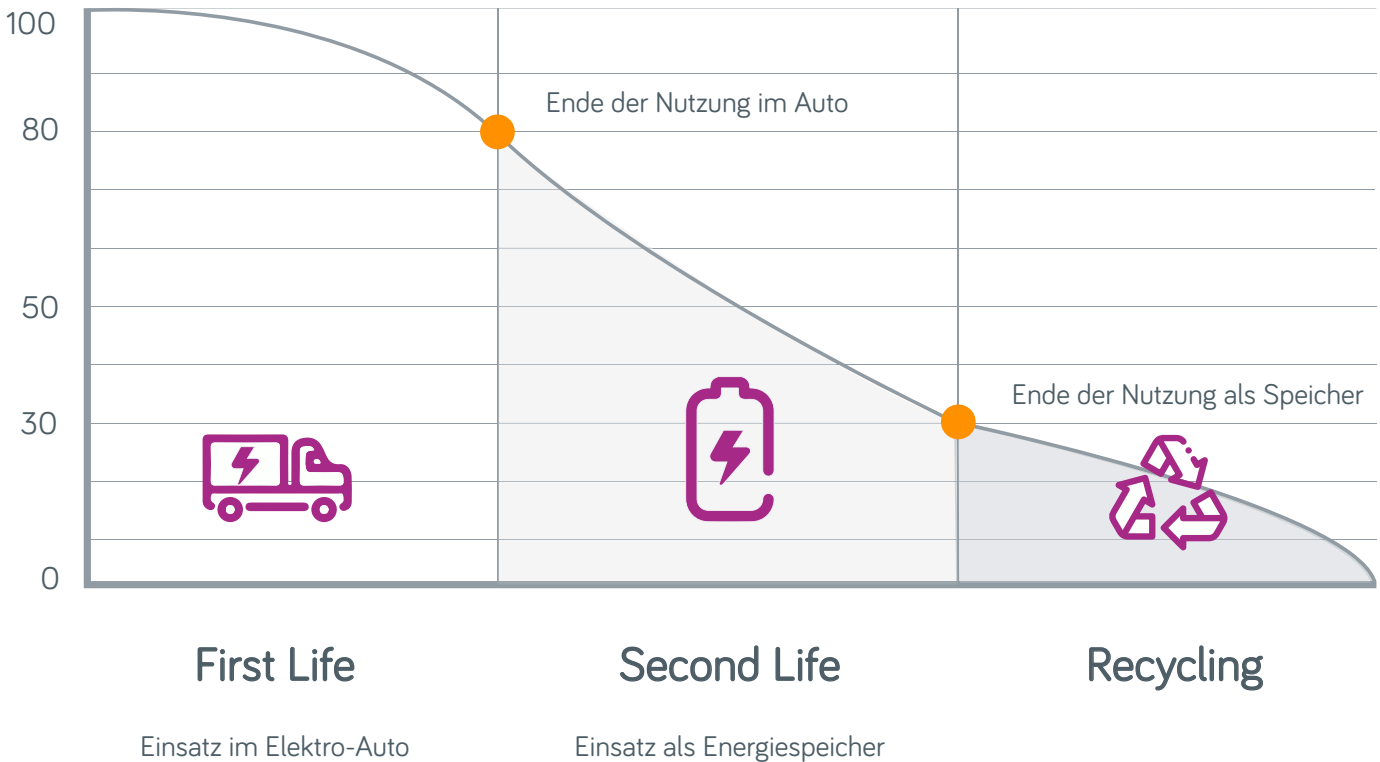 100
80
50
30
0
Ende der Nutzung im Auto
Ende der Nutzung als Speicher
First Life
Second Life
Recycling
Einsatz im Elektro-Auto
Einsatz als Energiespeicher